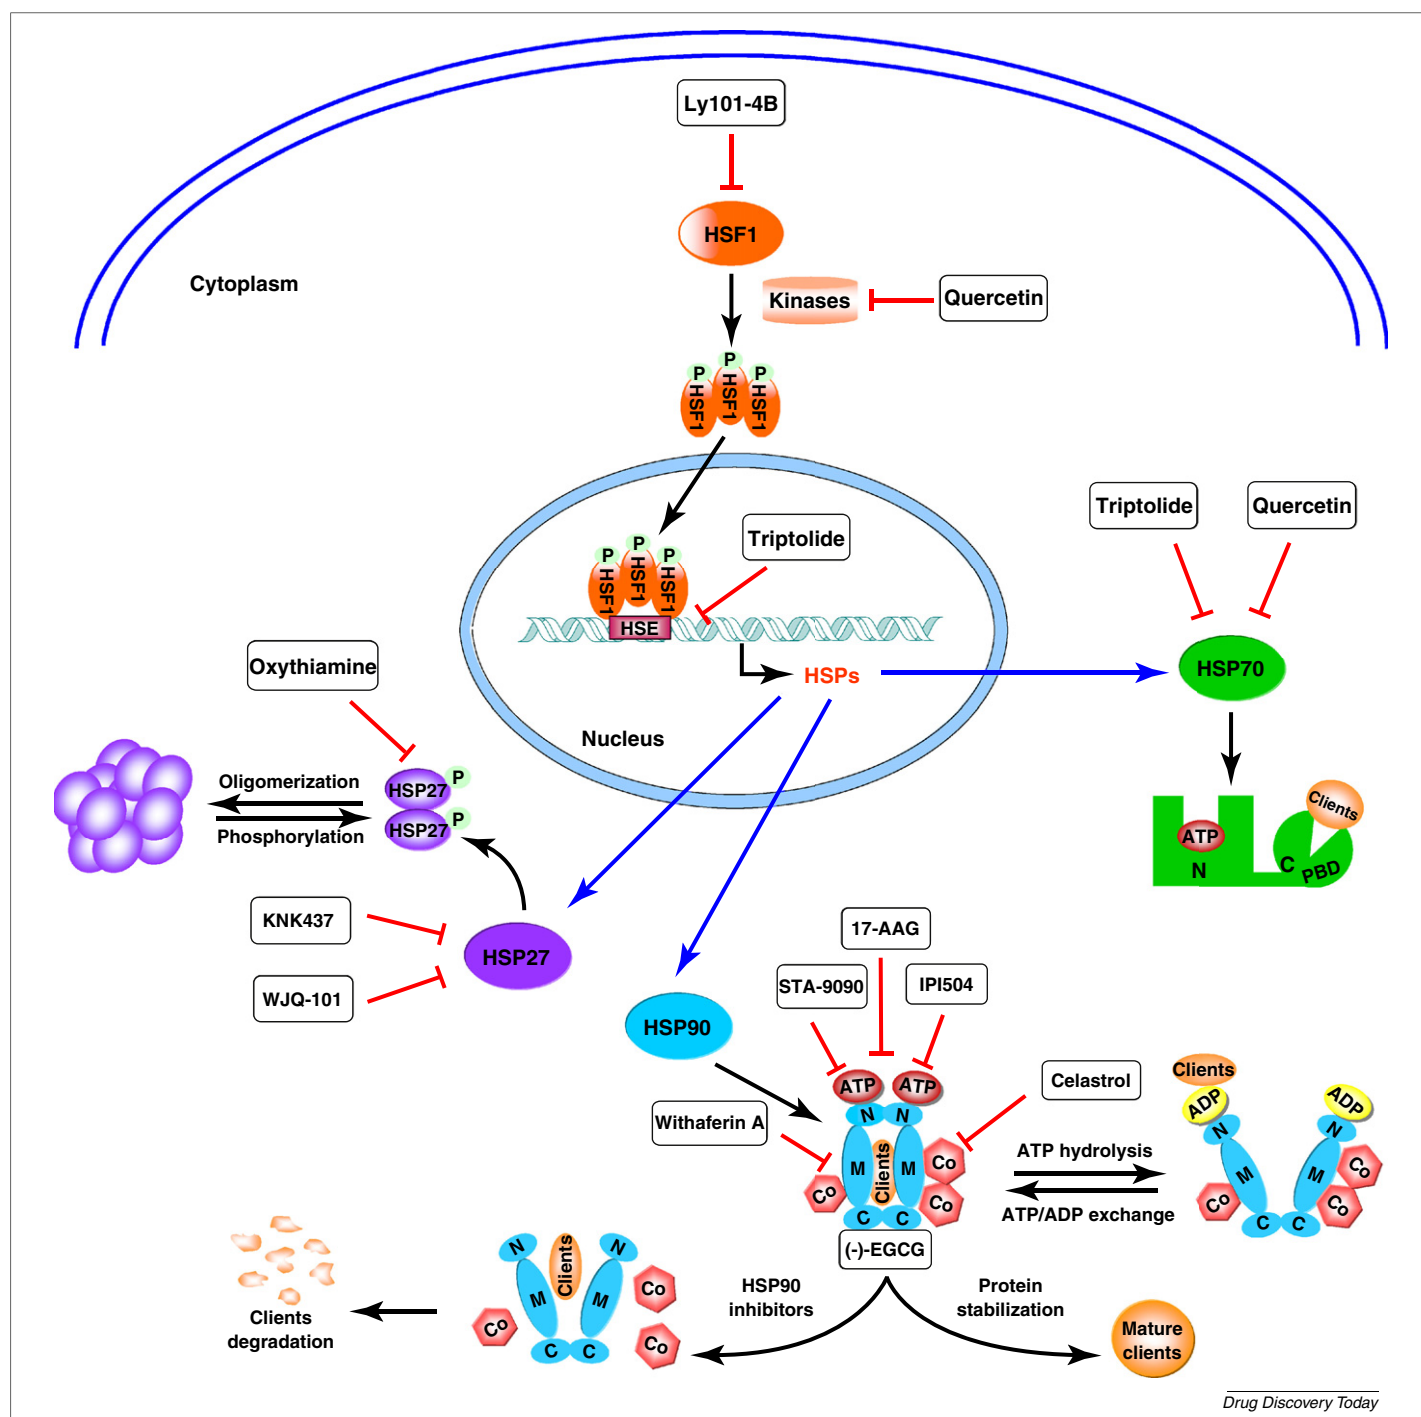 Ly101-4B
HSF1
Cytoplasm
Kinases
Quercetin
P
P
P
HSF1
HSF1
HSF1
Triptolide
Quercetin
Triptolide
P
P
P
HSF1
HSF1
HSF1
HSE
HSPs
HSP70
Nucleus
Oxythiamine
Oligomerization
Phosphorylation
HSP27
P
HSP27
P
Clients
ATP
N
C
PBD
KNK437
WJQ-101
HSP27
HSP90
17-AAG
STA-9090
IPI504
ATP
ATP
Celastrol
Withaferin A
N
N
M
Clients
M
Co
Co
Co
C
C
(-)-EGCG
ATP hydrolysis
ATP/ADP exchange
Clients
ADP
ADP
N
N
M
M
Co
Co
Co
C
C
N
Clients
N
M
M
Co
Co
Co
C
C
Clients
degradation
HSP90
inhibitors
Protein
stabilization
Mature
clients
Drug Discovery Today